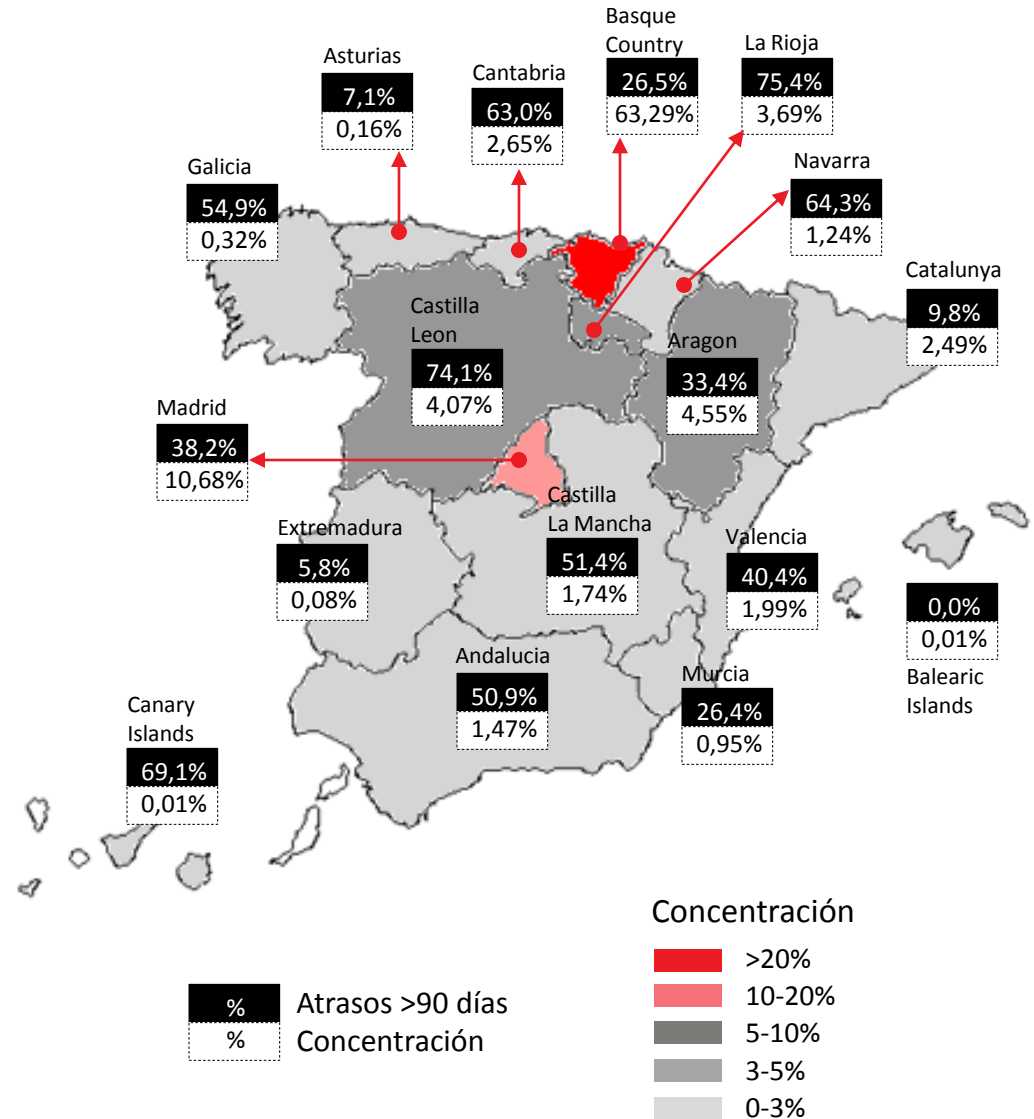 Basque
Country
26,5%
63,29%
La Rioja
75,4%
3,69%
Asturias
7,1%
0,16%
Cantabria
63,0%
2,65%
Navarra
64,3%
1,24%
Galicia
54,9%
0,32%
Catalunya
9,8%
2,49%
Castilla
Leon
74,1%
4,07%
Aragon
33,4%
4,55%
Madrid
38,2%
10,68%
Castilla
La Mancha
51,4%
1,74%
Extremadura
5,8%
0,08%
Valencia
40,4%
1,99%
0,0%
0,01%
Balearic
Islands
Andalucia
50,9%
1,47%
Murcia
26,4%
0,95%
Canary
Islands
69,1%
0,01%
% Atrasos >90 días
% Concentración
Concentración
>20%
10-20%
5-10%
3-5%
0-3%